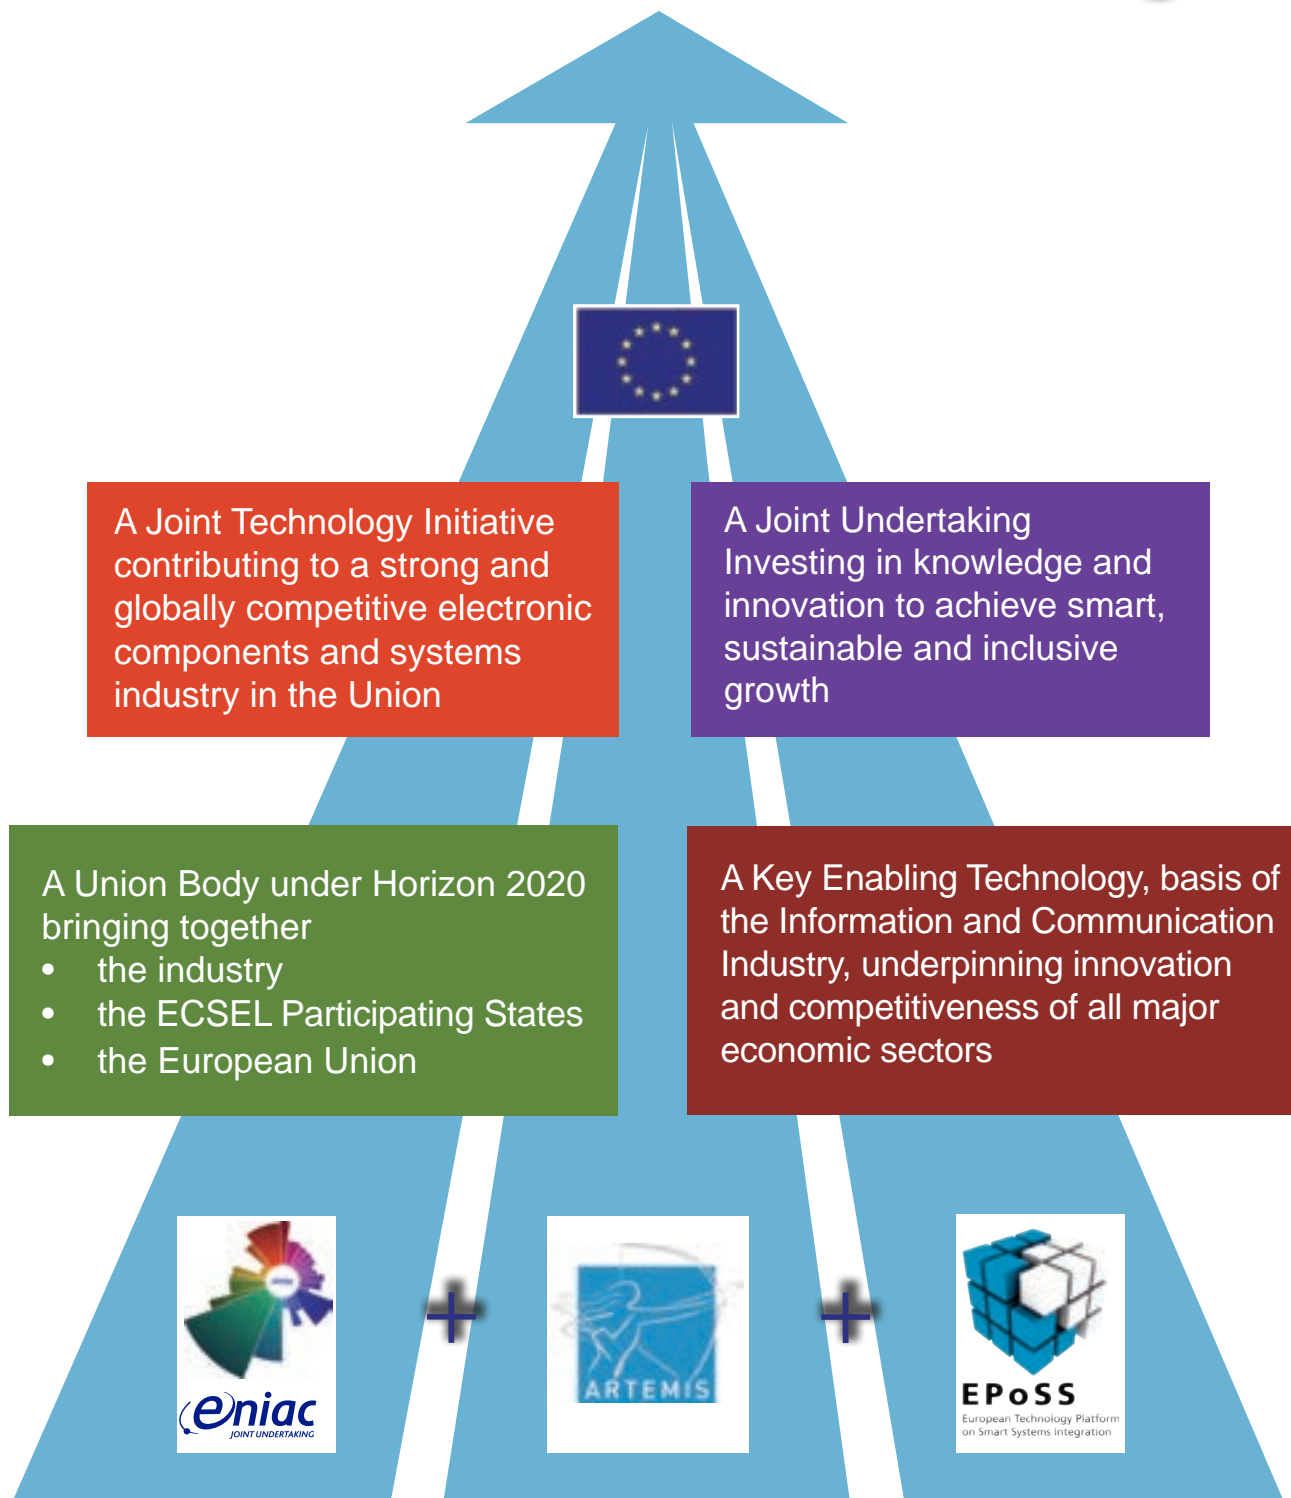 A Joint Technology Initiative
contributing to a strong and
globally competitive electronic
components and systems
industry in the Union
A Joint Undertaking
Investing in knowledge and
innovation to achieve smart,
sustainable and inclusive
growth
A Union Body under Horizon 2020
bringing together
• the industry
• the ECSEL Participating States
• the European Union
A Key Enabling Technology, basis of
the Information and Communication
Industry, underpinning innovation
and competitiveness of all major
economic sectors
eniac
JOINT UNDERTAKING
+
ARTEMIS
+
EPoSS
European Technology Platform
on Smart Systems Integration